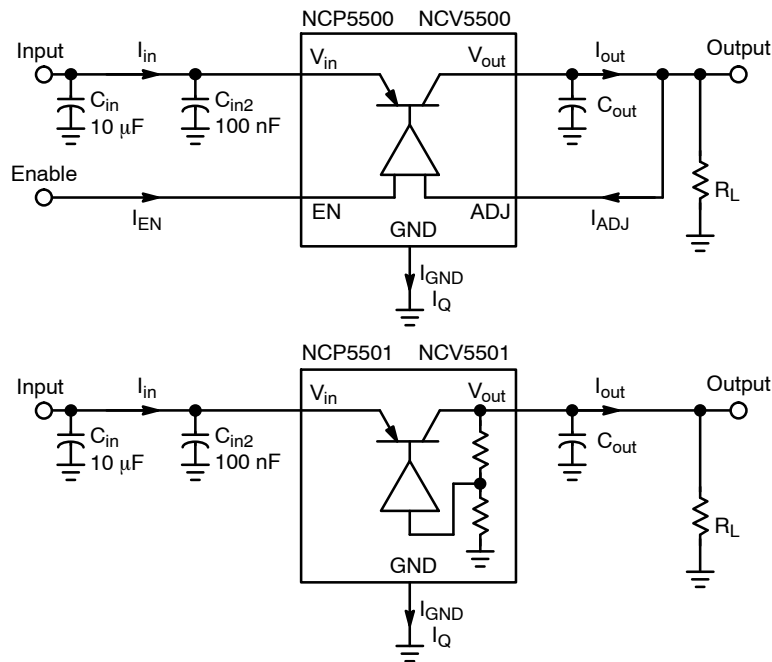 NCP5500 NCV5500
Input
I_in
V_in
V_out
I_out
Output
C_in
10 μF
C_in2
100 nF
C_out
Enable
I_EN
EN
ADJ
I_ADJ
R_L
GND
I_GND
I_Q
NCP5501 NCV5501
Input
I_in
V_in
V_out
I_out
Output
C_in
10 μF
C_in2
100 nF
C_out
R_L
GND
I_GND
I_Q